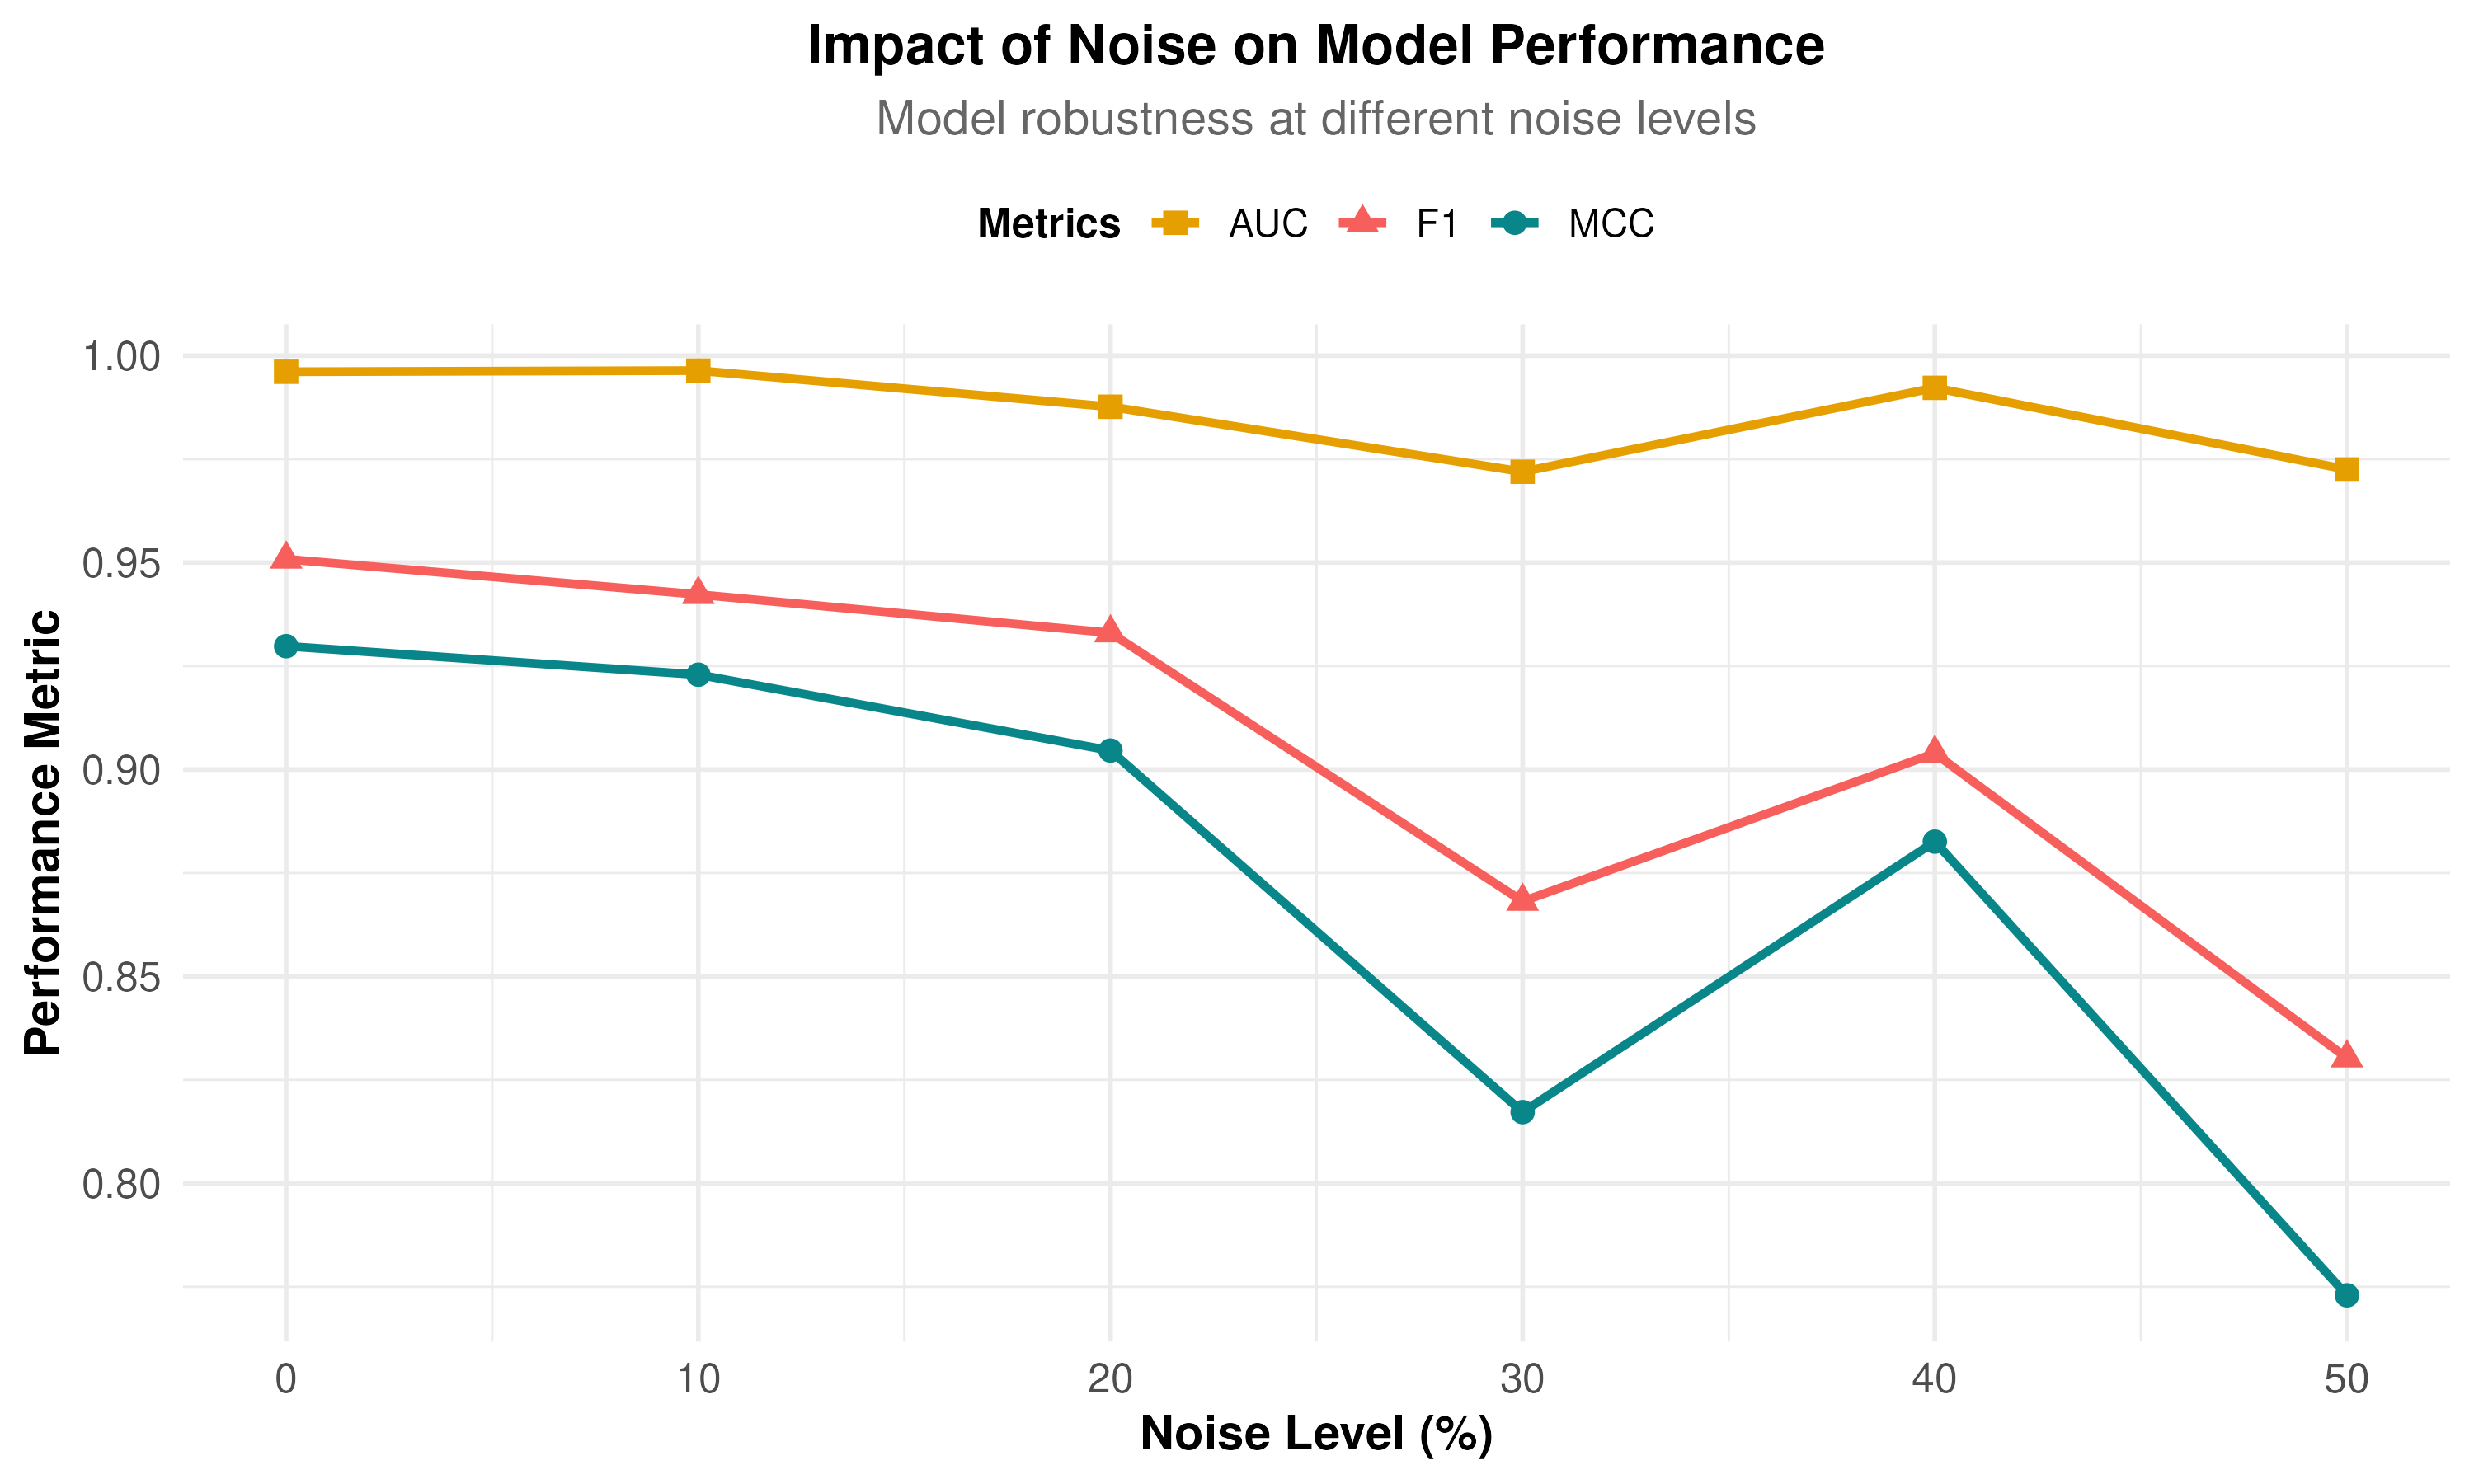 Impact of Noise on Model Performance
Model robustness at different noise levels
Metrics AUC F1 MCC
1.00
0.95
0.90
0.85
0.80
Performance Metric
0 10 20 30 40 50
Noise Level (%)